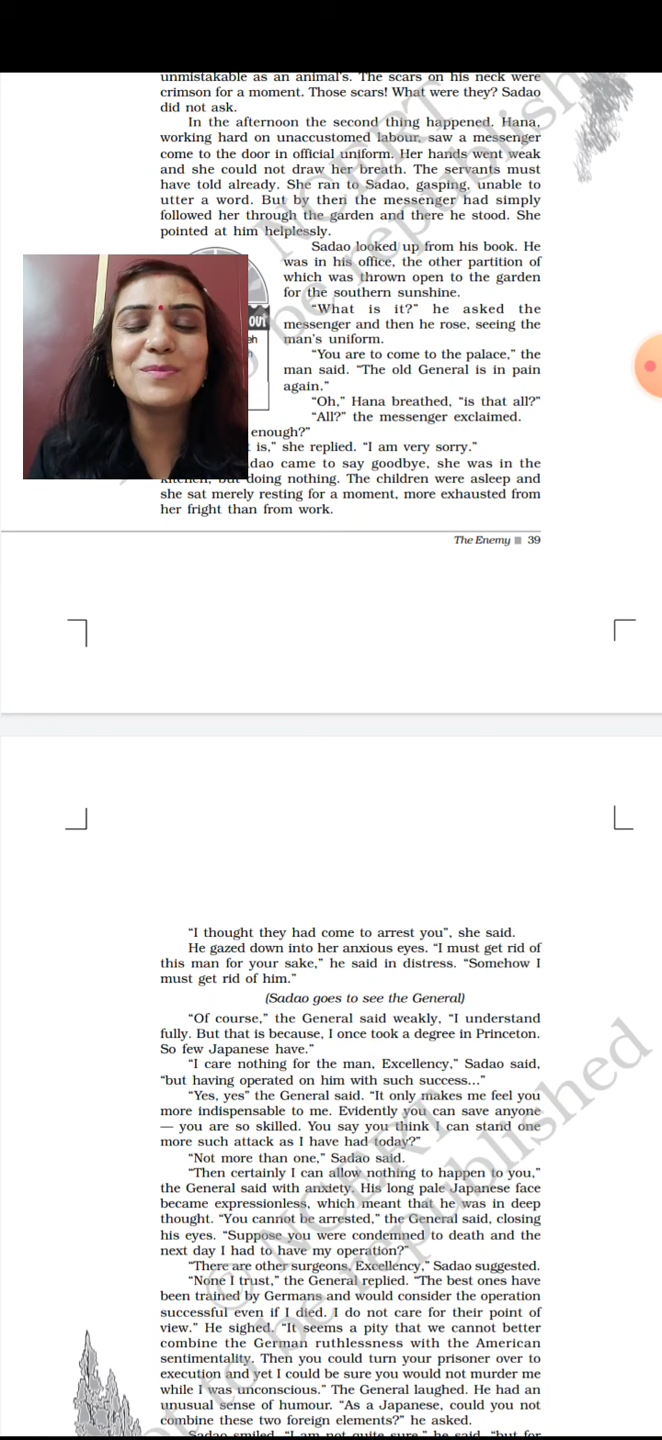 unmistakable as an animal's. The scars on his neck were
crimson for a moment. Those scars! What were they? Sadao
did not ask.
In the afternoon the second thing happened. Hana,
working hard on unaccustomed labour, saw a messenger
come to the door in official uniform. Her hands went weak
and she could not draw her breath. The servants must
have told already. She ran to Sadao, gasping, unable to
utter a word. But by then the messenger had simply
followed her through the garden and there he stood. She
pointed at him helplessly.
Sadao looked up from his book. He
was in his office, the other partition of
which was thrown open to the garden
for the southern sunshine.
“What is it?” he asked the
messenger and then he rose, seeing the
man's uniform.
“You are to come to the palace,” the
man said. “The old General is in pain
again.”
“Oh,” Hana breathed, “is that all?”
“All?” the messenger exclaimed.
enough?”
is,” she replied. “I am very sorry.”
came to say goodbye, she was in the
doing nothing. The children were asleep and
she sat merely resting for a moment, more exhausted from
her fright than from work.
out
The Enemy 39
“I thought they had come to arrest you”, she said.
He gazed down into her anxious eyes. “I must get rid of
this man for your sake,” he said in distress. “Somehow I
must get rid of him.”
(Sadao goes to see the General)
“Of course,” the General said weakly, “I understand
fully. But that is because, I once took a degree in Princeton.
So few Japanese have.”
“I care nothing for the man, Excellency,” Sadao said,
“but having operated on him with such success...”
“Yes, yes” the General said. “It only makes me feel you
more indispensable to me. Evidently you can save anyone
— you are so skilled. You say you think I can stand one
more such attack as I have had today?”
“Not more than one,” Sadao said.
“Then certainly I can allow nothing to happen to you,”
the General said with anxiety. His long pale Japanese face
became expressionless, which meant that he was in deep
thought. “You cannot be arrested,” the General said, closing
his eyes. “Suppose you were condemned to death and the
next day I had to have my operation?”
“There are other surgeons, Excellency,” Sadao suggested.
“None I trust,” the General replied. “The best ones have
been trained by Germans and would consider the operation
successful even if I died. I do not care for their point of
view.” He sighed. “It seems a pity that we cannot better
combine the German ruthlessness with the American
sentimentality. Then you could turn your prisoner over to
execution and yet I could be sure you would not murder me
while I was unconscious.” The General laughed. He had an
unusual sense of humour. “As a Japanese, could you not
combine these two foreign elements?” he asked.
Sadao smiled. “I am not quite sure,” he said, “but for
© NCERT
not to be republished